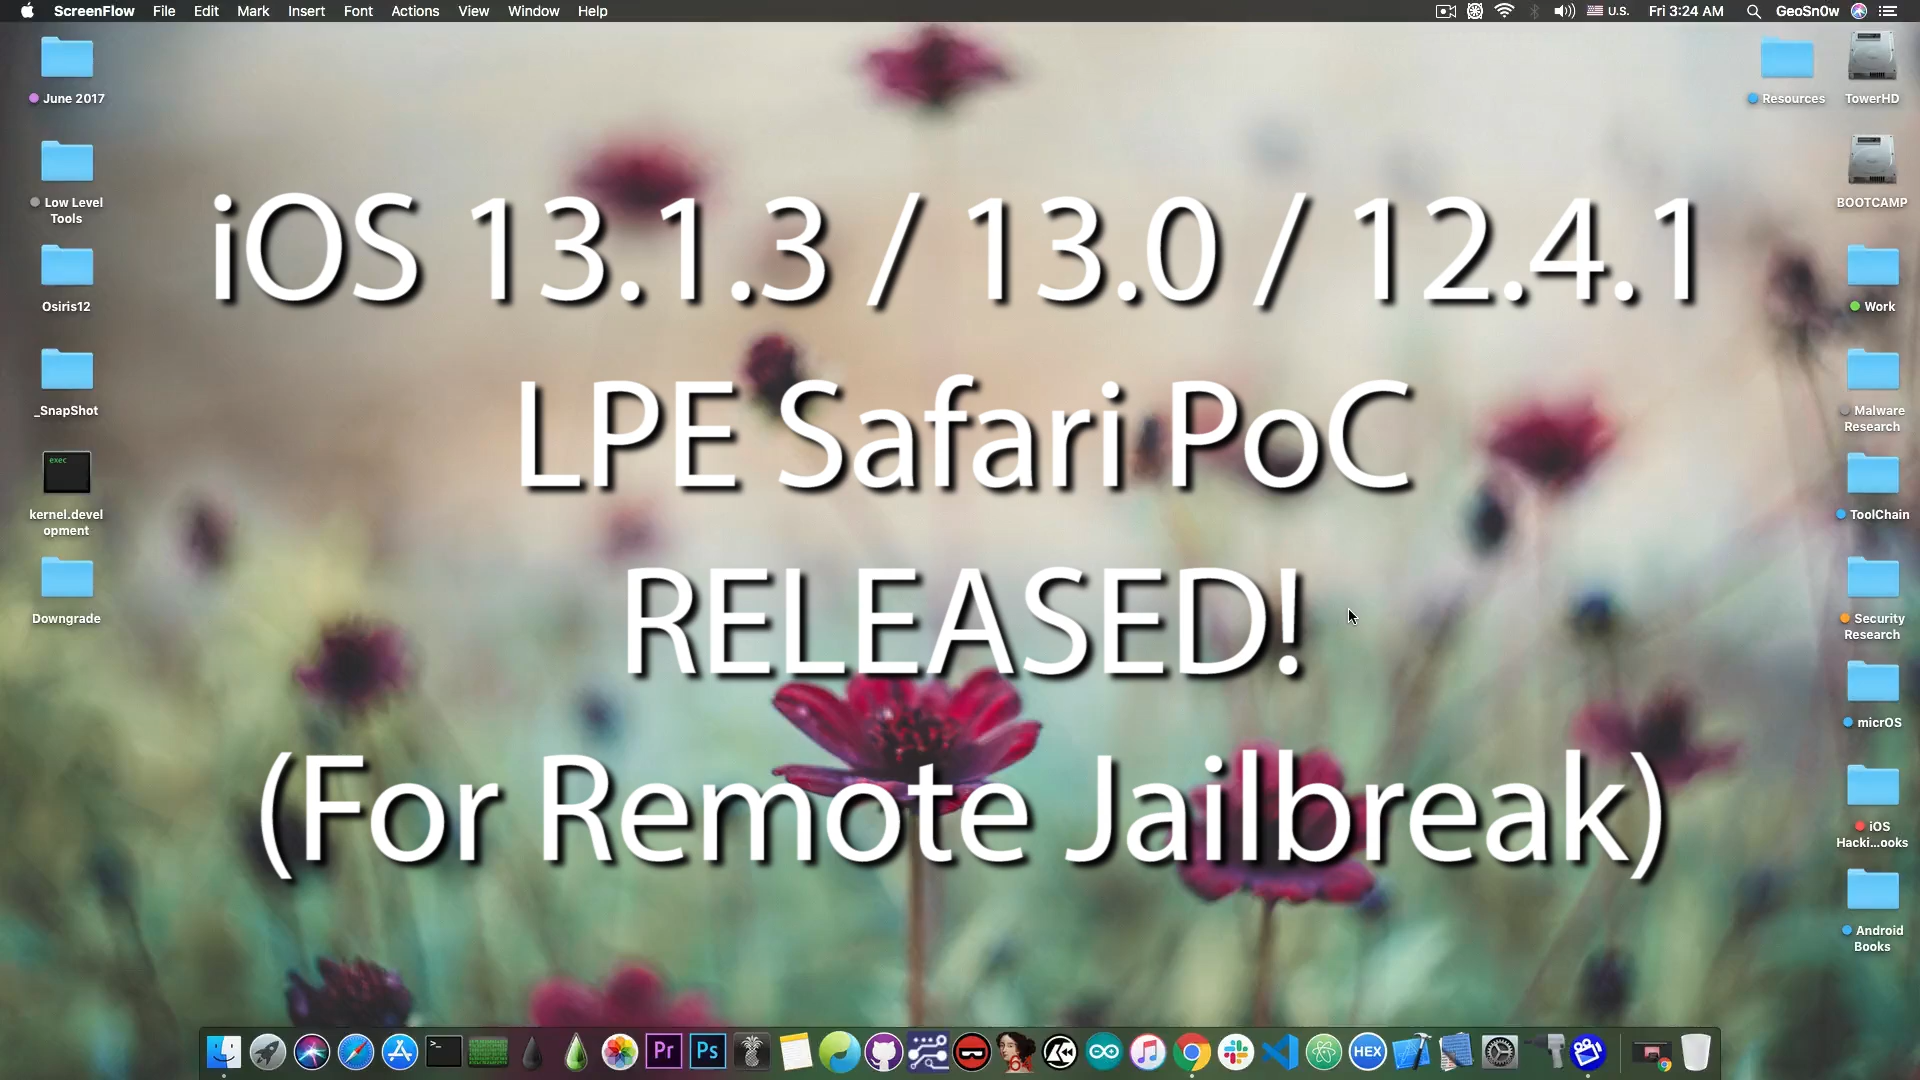 ScreenFlow File Edit Mark Insert Font Actions View Window Help
U.S. Fri 3:24 AM GeoSn0w
June 2017
Resources
TowerHD
Low Level
Tools
BOOTCAMP
iOS 13.1.3 / 13.0 / 12.4.1
Osiris12
Work
_SnapShot
Malware
Research
LPE Safari PoC
exec
kernel.devel
opment
ToolChain
Downgrade
Security
Research
RELEASED!
micrOS
(For Remote Jailbreak)
iOS
Hacki...ooks
Android
Books
Pr
Ps
64
HEX